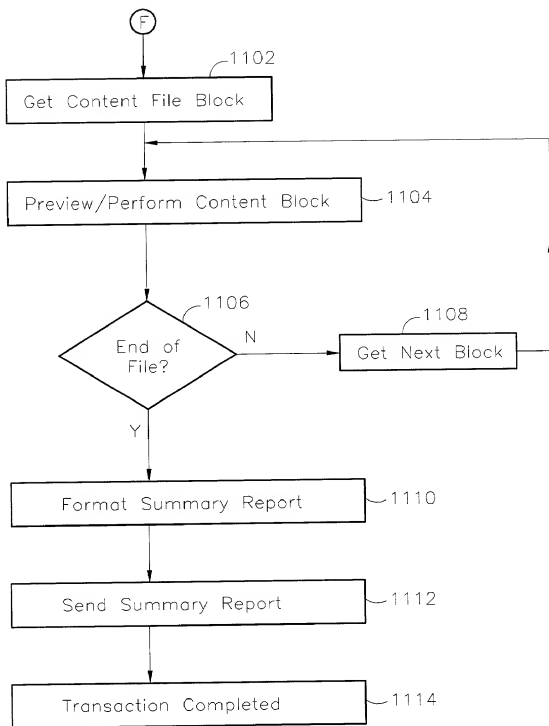 F
1102
Get Content File Block
Preview/Perform Content Block
1104
1106
End of
File?
N
1108
Get Next Block
Y
Format Summary Report
1110
Send Summary Report
1112
Transaction Completed
1114